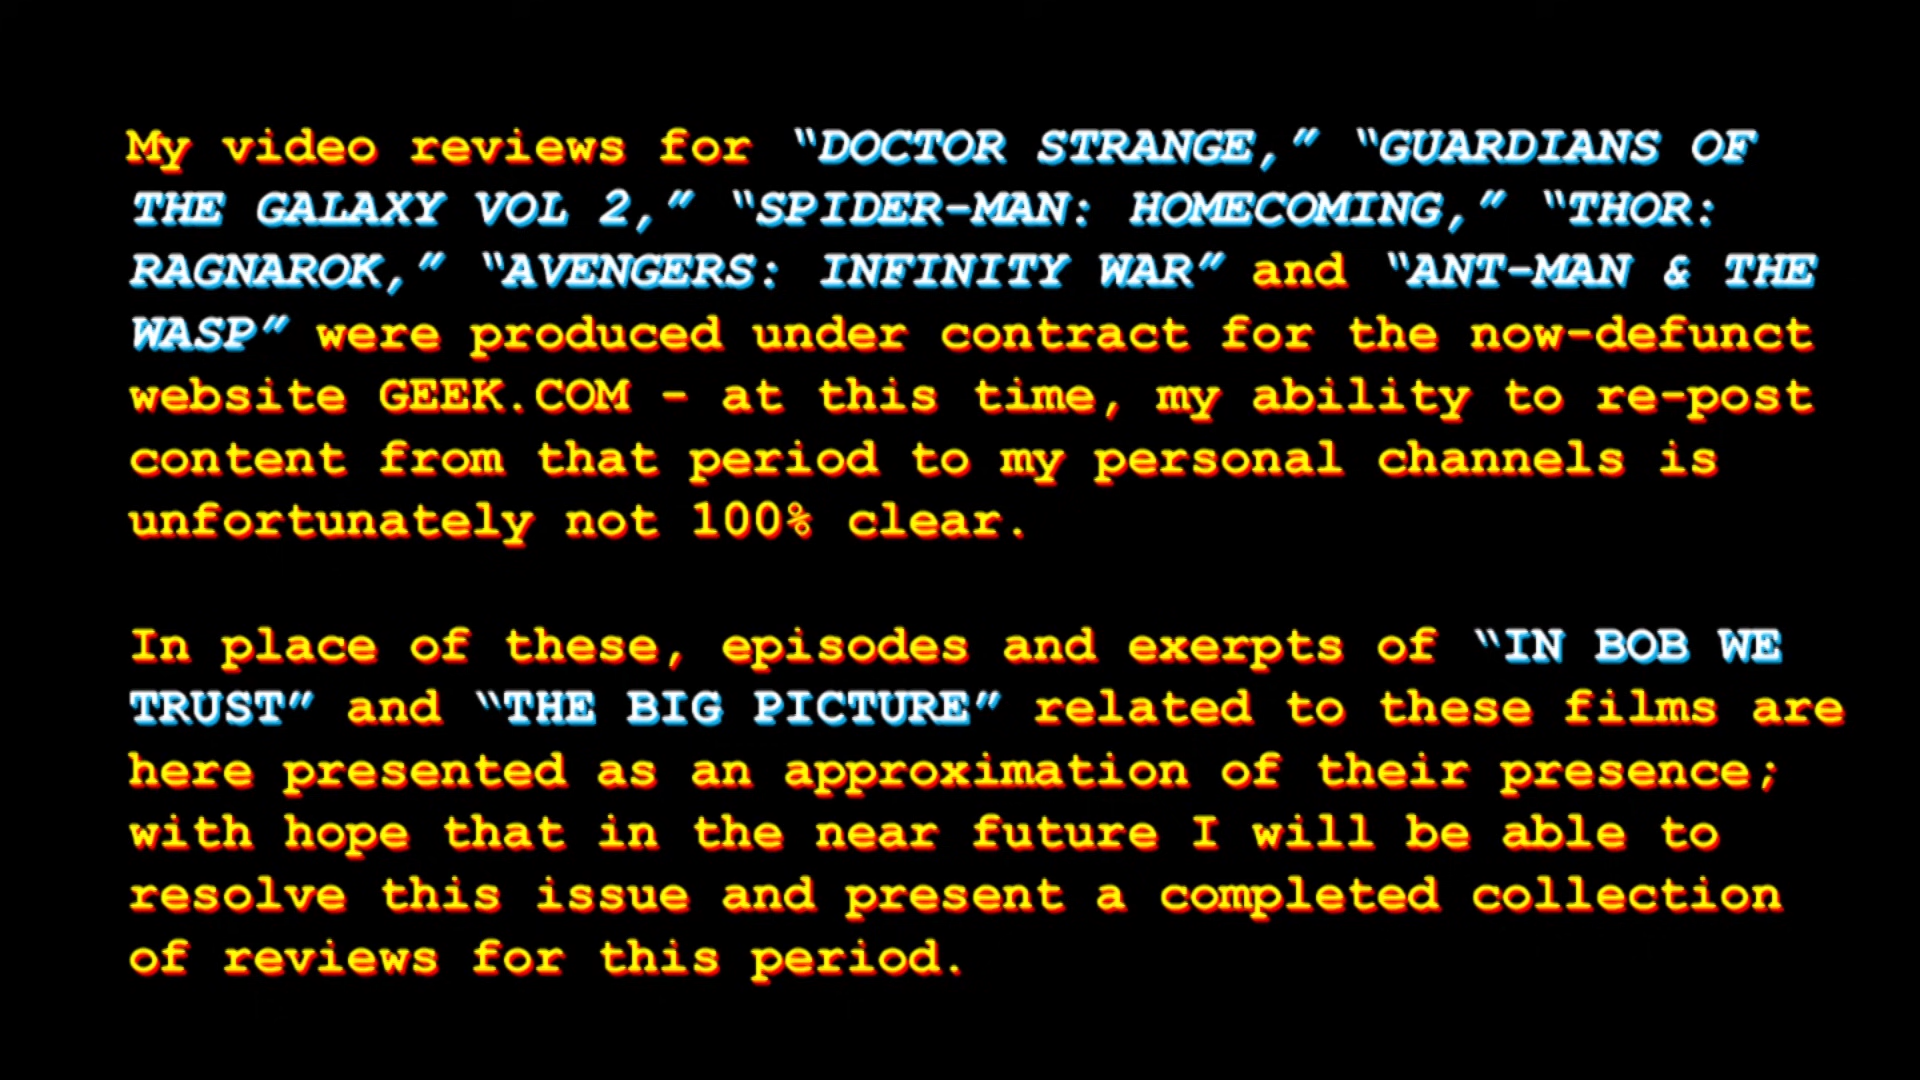 My video reviews for “DOCTOR STRANGE,” “GUARDIANS OF
THE GALAXY VOL 2,” “SPIDER-MAN: HOMECOMING,” “THOR:
RAGNAROK,” “AVENGERS: INFINITY WAR” and “ANT-MAN & THE
WASP” were produced under contract for the now-defunct
website GEEK.COM - at this time, my ability to re-post
content from that period to my personal channels is
unfortunately not 100% clear.
In place of these, episodes and exerpts of “IN BOB WE
TRUST” and “THE BIG PICTURE” related to these films are
here presented as an approximation of their presence;
with hope that in the near future I will be able to
resolve this issue and present a completed collection
of reviews for this period.